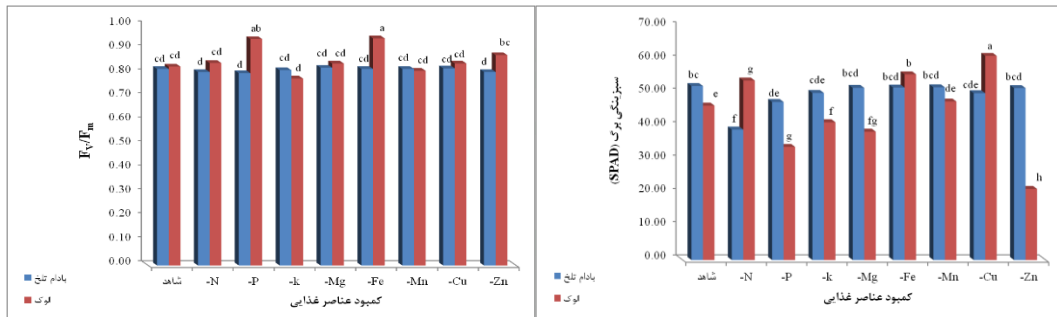 1.00
0.90
0.80
0.70
0.60
0.50
0.40
0.30
0.20
0.10
0.00
Fv/Fm
cd cd d cd d ab cd d cd cd cd a cd cd cd cd d bc
شاهد -N -P -k -Mg -Fe -Mn -Cu -Zn
کمبود عناصر غذایی
بادام تلخ
الوک
70.00
60.00
50.00
40.00
30.00
20.00
10.00
0.00
سبزینگی برگ (SPAD)
bc e f g de g cde f bcd fg bcd b bcd de cde a bcd h
شاهد -N -P -k -Mg -Fe -Mn -Cu -Zn
کمبود عناصر غذایی
بادام تلخ
الوک